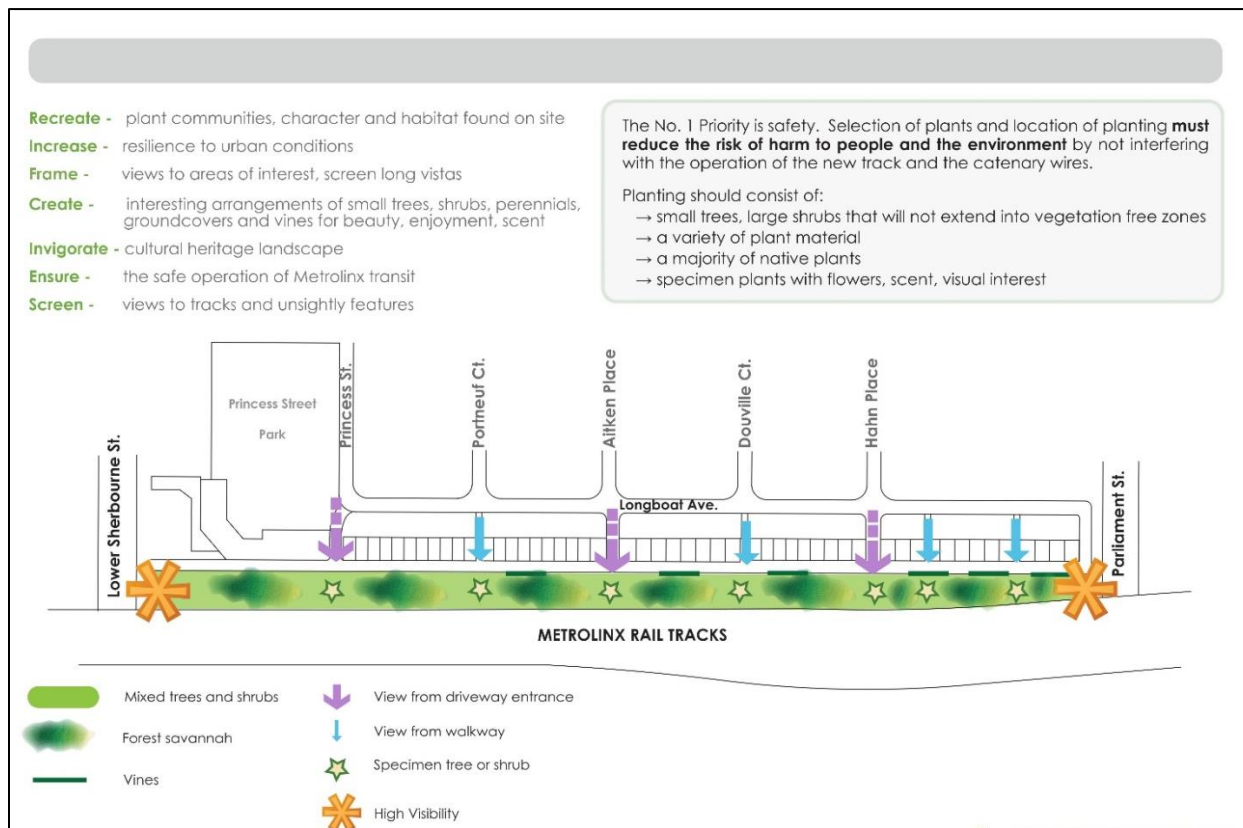 Recreate - plant communities, character and habitat found on site
Increase - resilience to urban conditions
Frame - views to areas of interest, screen long vistas
Create - interesting arrangements of small trees, shrubs, perennials,
groundcovers and vines for beauty, enjoyment, scent
Invigorate - cultural heritage landscape
Ensure - the safe operation of Metrolinx transit
Screen - views to tracks and unsightly features
The No. 1 Priority is safety. Selection of plants and location of planting must
reduce the risk of harm to people and the environment by not interfering
with the operation of the new track and the catenary wires.
Planting should consist of:
→ small trees, large shrubs that will not extend into vegetation free zones
→ a variety of plant material
→ a majority of native plants
→ specimen plants with flowers, scent, visual interest
Princess Street
Park
Princess St.
Portneuf Ct.
Aitken Place
Douville Ct.
Hahn Place
Lower Sherbourne St.
Longboat Ave.
Parliament St.
METROLINX RAIL TRACKS
Mixed trees and shrubs
Forest savannah
Vines
View from driveway entrance
View from walkway
Specimen tree or shrub
High Visibility